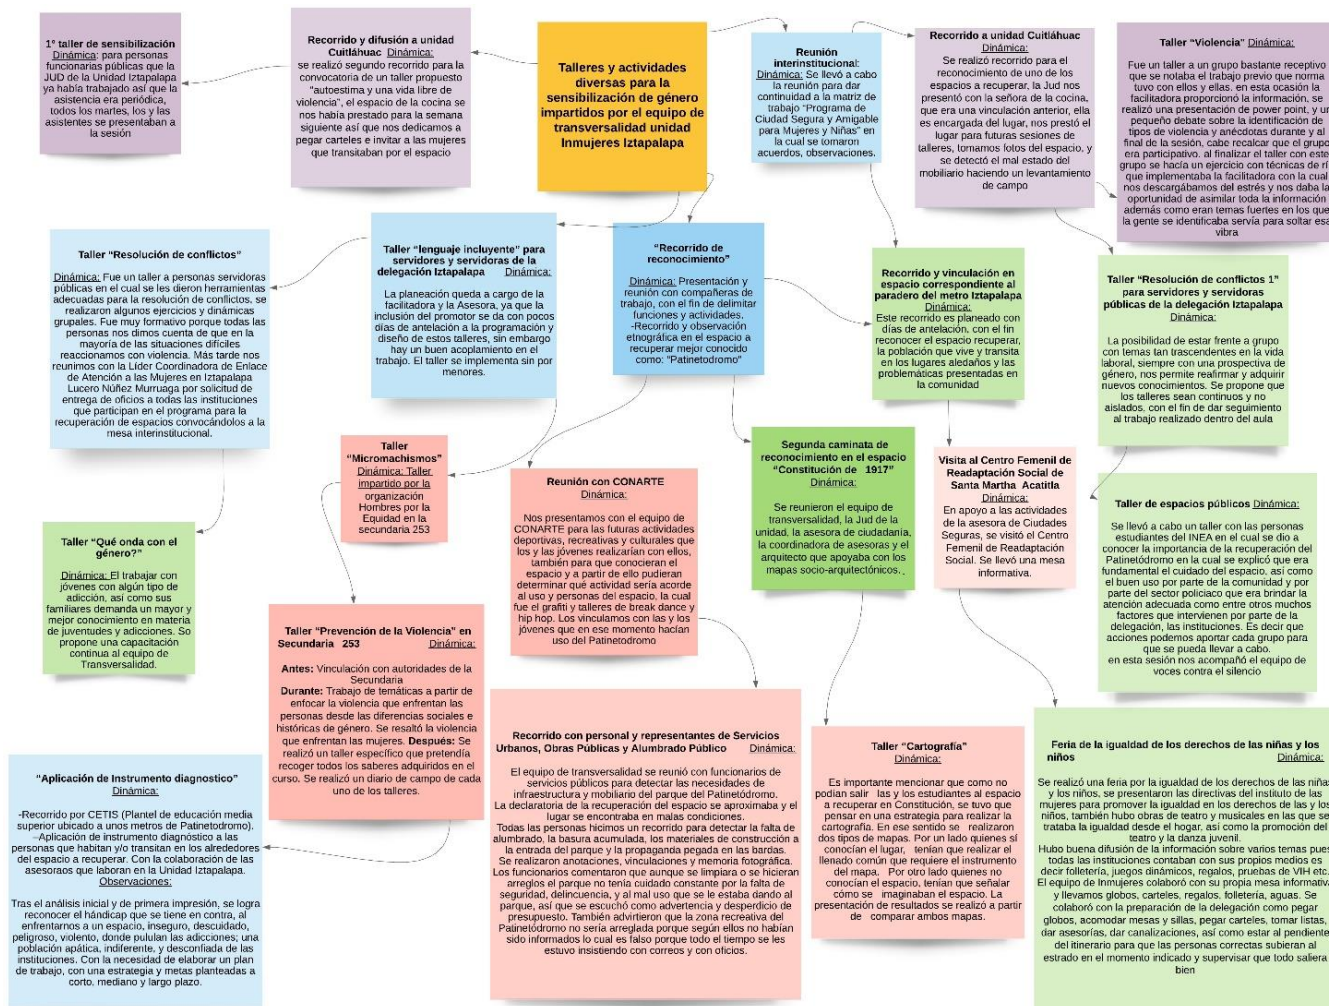 Talleres y actividades
diversas para la
sensibilización de género
impartidos por el equipo de
transversalidad unidad
Inmujeres Iztapalapa
Recorrido y difusión a unidad
Cuitláhuac Dinámica:
se realizó segundo recorrido para la
convocatoria de un taller propuesto
“autoestima y una vida libre de
violencia”, el espacio de la cocina se
nos había prestado para la semana
siguiente así que nos dedicamos a
pegar carteles e invitar a las mujeres
que transitaban por el espacio
1° taller de sensibilización
Dinámica: para personas
funcionarias públicas que la
JUD de la Unidad Iztapalapa
ya había trabajado así que la
asistencia era periódica,
todos los martes, los y las
asistentes se presentaban a
la sesión
Reunión
interinstitucional:
Dinámica: Se llevó a cabo
la reunión para dar
continuidad a la matriz de
trabajo “Programa de
Ciudad Segura y Amigable
para Mujeres y Niñas” en
la cual se tomaron
acuerdos, observaciones.
Recorrido a unidad Cuitláhuac
Dinámica:
Se realizó recorrido para el
reconocimiento de uno de los
espacios a recuperar, la Jud nos
presentó con la señora de la cocina,
que era una vinculación anterior, ella
es encargada del lugar, nos prestó el
lugar para futuras sesiones de
talleres, tomamos fotos del espacio, y
se detectó el mal estado del
mobiliario haciendo un levantamiento
de campo
Taller “Violencia” Dinámica:
Fue un taller a un grupo bastante receptivo
que se notaba el trabajo previo que norma
tuvo con ellos y ellas. en esta ocasión la
facilitadora proporcionó la información, se
realizó una presentación de power point, y un
pequeño debate sobre la identificación de
tipos de violencia y anécdotas durante y al
final de la sesión, cabe recalcar que el grupo
era participativo. al finalizar el taller con este
grupo se hacía un ejercicio con técnicas de ri
que implementaba la facilitadora con la cual
nos descargábamos del estrés y nos daba la
oportunidad de asimilar toda la información
además como eran temas fuertes en los que
la gente se identificaba servía para soltar esa
vibra
Taller “Resolución de conflictos”
Dinámica: Fue un taller a personas servidoras
públicas en el cual se les dieron herramientas
adecuadas para la resolución de conflictos, se
realizaron algunos ejercicios y dinámicas
grupales. Fue muy formativo porque todas las
personas nos dimos cuenta de que en la
mayoría de las situaciones difíciles
reaccionamos con violencia. Más tarde nos
reunimos con la Líder Coordinadora de Enlace
de Atención a las Mujeres en Iztapalapa
Lucero Núñez Murruaga por solicitud de
entrega de oficios a todas las instituciones
que participan en el programa para la
recuperación de espacios convocándolos a la
mesa interinstitucional.
Taller “lenguaje incluyente” para
servidores y servidoras de la
delegación Iztapalapa Dinámica:
La planeación queda a cargo de la
facilitadora y la Asesora, ya que la
inclusión del promotor se da con pocos
días de antelación a la programación y
diseño de estos talleres, sin embargo
hay un buen acoplamiento en el
trabajo. El taller se implementa sin por
menores.
“Recorrido de
reconocimiento”
Dinámica: Presentación y
reunión con compañeras de
trabajo, con el fin de delimitar
funciones y actividades.
-Recorrido y observación
etnográfica en el espacio a
recuperar mejor conocido
como: “Patinetodromo”
Recorrido y vinculación en
espacio correspondiente al
paradero del metro Iztapalapa
Dinámica:
Este recorrido es planeado con
días de antelación, con el fin
reconocer el espacio recuperar,
la población que vive y transita
en los lugares aledaños y las
problemáticas presentadas en
la comunidad
Taller “Resolución de conflictos 1”
para servidores y servidoras
públicas de la delegación Iztapalapa
Dinámica:
La posibilidad de estar frente a grupo
con temas tan trascendentes en la vida
laboral, siempre con una prospectiva de
género, nos permite reafirmar y adquirir
nuevos conocimientos. Se propone que
los talleres sean continuos y no
aislados, con el fin de dar seguimiento
al trabajo realizado dentro del aula
Taller
“Micromachismos”
Dinámica: Taller
impartido por la
organización
Hombres por la
Equidad en la
secundaria 253
Reunión con CONARTE
Dinámica:
Nos presentamos con el equipo de
CONARTE para las futuras actividades
deportivas, recreativas y culturales que
los y las jóvenes realizarían con ellos,
también para que conocieran el
espacio y a partir de ello pudieran
determinar qué actividad sería acorde
al uso y personas del espacio, la cual
fue el grafiti y talleres de break dance y
hip hop. Los vinculamos con las y los
jóvenes que en ese momento hacían
uso del Patinetodromo
Segunda caminata de
reconocimiento en el espacio
“Constitución de 1917”
Dinámica:
Se reunieron el equipo de
transversalidad, la Jud de la
unidad, la asesora de ciudadanía,
la coordinadora de asesoras y el
arquitecto que apoyaba con los
mapas socio-arquitectónicos. .
Visita al Centro Femenil de
Readaptación Social de
Santa Martha Acatitla
Dinámica:
En apoyo a las actividades
de la asesora de Ciudades
Seguras, se visitó el Centro
Femenil de Readaptación
Social. Se llevó una mesa
informativa.
Taller de espacios públicos Dinámica:
Se llevó a cabo un taller con las personas
estudiantes del INEA en el cual se dio a
conocer la importancia de la recuperación del
Patinetódromo en la cual se explicó que era
fundamental el cuidado del espacio, así como
el buen uso por parte de la comunidad y por
parte del sector policiaco que era brindar la
atención adecuada como entre otros muchos
factores que intervienen por parte de la
delegación, las instituciones. Es decir que
acciones podemos aportar cada grupo para
que se pueda llevar a cabo.
en esta sesión nos acompañó el equipo de
voces contra el silencio
Taller “Qué onda con el
género?”
Dinámica: El trabajar con
jóvenes con algún tipo de
adicción, así como sus
familiares demanda un mayor y
mejor conocimiento en materia
de juventudes y adicciones. So
propone una capacitación
continua al equipo de
Transversalidad.
Taller “Prevención de la Violencia” en
Secundaria 253 Dinámica:
Antes: Vinculación con autoridades de la
Secundaria
Durante: Trabajo de temáticas a partir de
enfocar la violencia que enfrentan las
personas desde las diferencias sociales e
históricas de género. Se resaltó la violencia
que enfrentan las mujeres. Después: Se
realizó un taller específico que pretendía
recoger todos los saberes adquiridos en el
curso. Se realizó un diario de campo de cada
uno de los talleres.
“Aplicación de Instrumento diagnostico”
Dinámica:
-Recorrido por CETIS (Plantel de educación media
superior ubicado a unos metros de Patinetodromo).
–Aplicación de instrumento diagnóstico a las
personas que habitan y/o transitan en los alrededores
del espacio a recuperar. Con la colaboración de las
asesoraos que laboran en la Unidad Iztapalapa.
Observaciones:
Tras el análisis inicial y de primera impresión, se logra
reconocer el hándicap que se tiene en contra, al
enfrentarnos a un espacio, inseguro, descuidado,
peligroso, violento, donde pululan las adicciones; una
población apática, indiferente, y desconfiada de las
instituciones. Con la necesidad de elaborar un plan
de trabajo, con una estrategia y metas planteadas a
corto, mediano y largo plazo.
Recorrido con personal y representantes de Servicios
Urbanos, Obras Públicas y Alumbrado Público Dinámica:
El equipo de transversalidad se reunió con funcionarios de
servicios públicos para detectar las necesidades de
infraestructura y mobiliario del parque del Patinetódromo.
La declaratoria de la recuperación del espacio se aproximaba y el
lugar se encontraba en malas condiciones.
Todas las personas hicimos un recorrido para detectar la falta de
alumbrado, la basura acumulada, los materiales de construcción a
la entrada del parque y la propaganda pegada en las bardas.
Se realizaron anotaciones, vinculaciones y memoria fotográfica.
Los funcionarios comentaron que aunque se limpiara o se hicieran
arreglos el parque no tenía cuidado constante por la falta de
seguridad, delincuencia, y al mal uso que se le estaba dando al
parque, así que se escuchó como advertencia y desperdicio de
presupuesto. También advirtieron que la zona recreativa del
Patinetódromo no sería arreglada porque según ellos no habían
sido informados lo cual es falso porque todo el tiempo se les
estuvo insistiendo con correos y con oficios.
Taller “Cartografía”
Dinámica:
Es importante mencionar que como no
podían salir las y los estudiantes al espacio
a recuperar en Constitución, se tuvo que
pensar en una estrategia para realizar la
cartografía. En ese sentido se realizaron
dos tipos de mapas. Por un lado quienes sí
conocían el lugar, tenían que realizar el
llenado común que requiere el instrumento
del mapa. Por otro lado quienes no
conocían el espacio, tenían que señalar
cómo se imaginaban el espacio. La
presentación de resultados se realizó a partir
de comparar ambos mapas.
Feria de la igualdad de los derechos de las niñas y los
niños Dinámica:
Se realizó una feria por la igualdad de los derechos de las niñas
y los niños, se presentaron las directivas del instituto de las
mujeres para promover la igualdad en los derechos de las y los
niños, también hubo obras de teatro y musicales en las que se
trataba la igualdad desde el hogar, así como la promoción del
teatro y la danza juvenil.
Hubo buena difusión de la información sobre varios temas pues
todas las instituciones contaban con sus propios medios es
decir folletería, juegos dinámicos, regalos, pruebas de VIH etc.
El equipo de Inmujeres colaboró con su propia mesa informativa
y llevamos globos, carteles, regalos, folletería, aguas. Se
colaboró con la preparación de la delegación como pegar
globos, acomodar mesas y sillas, pegar carteles, tomar listas,
dar asesorías, dar canalizaciones, así como estar al pendiente
del itinerario para que las personas correctas subieran al
estrado en el momento indicado y supervisar que todo saliera
bien